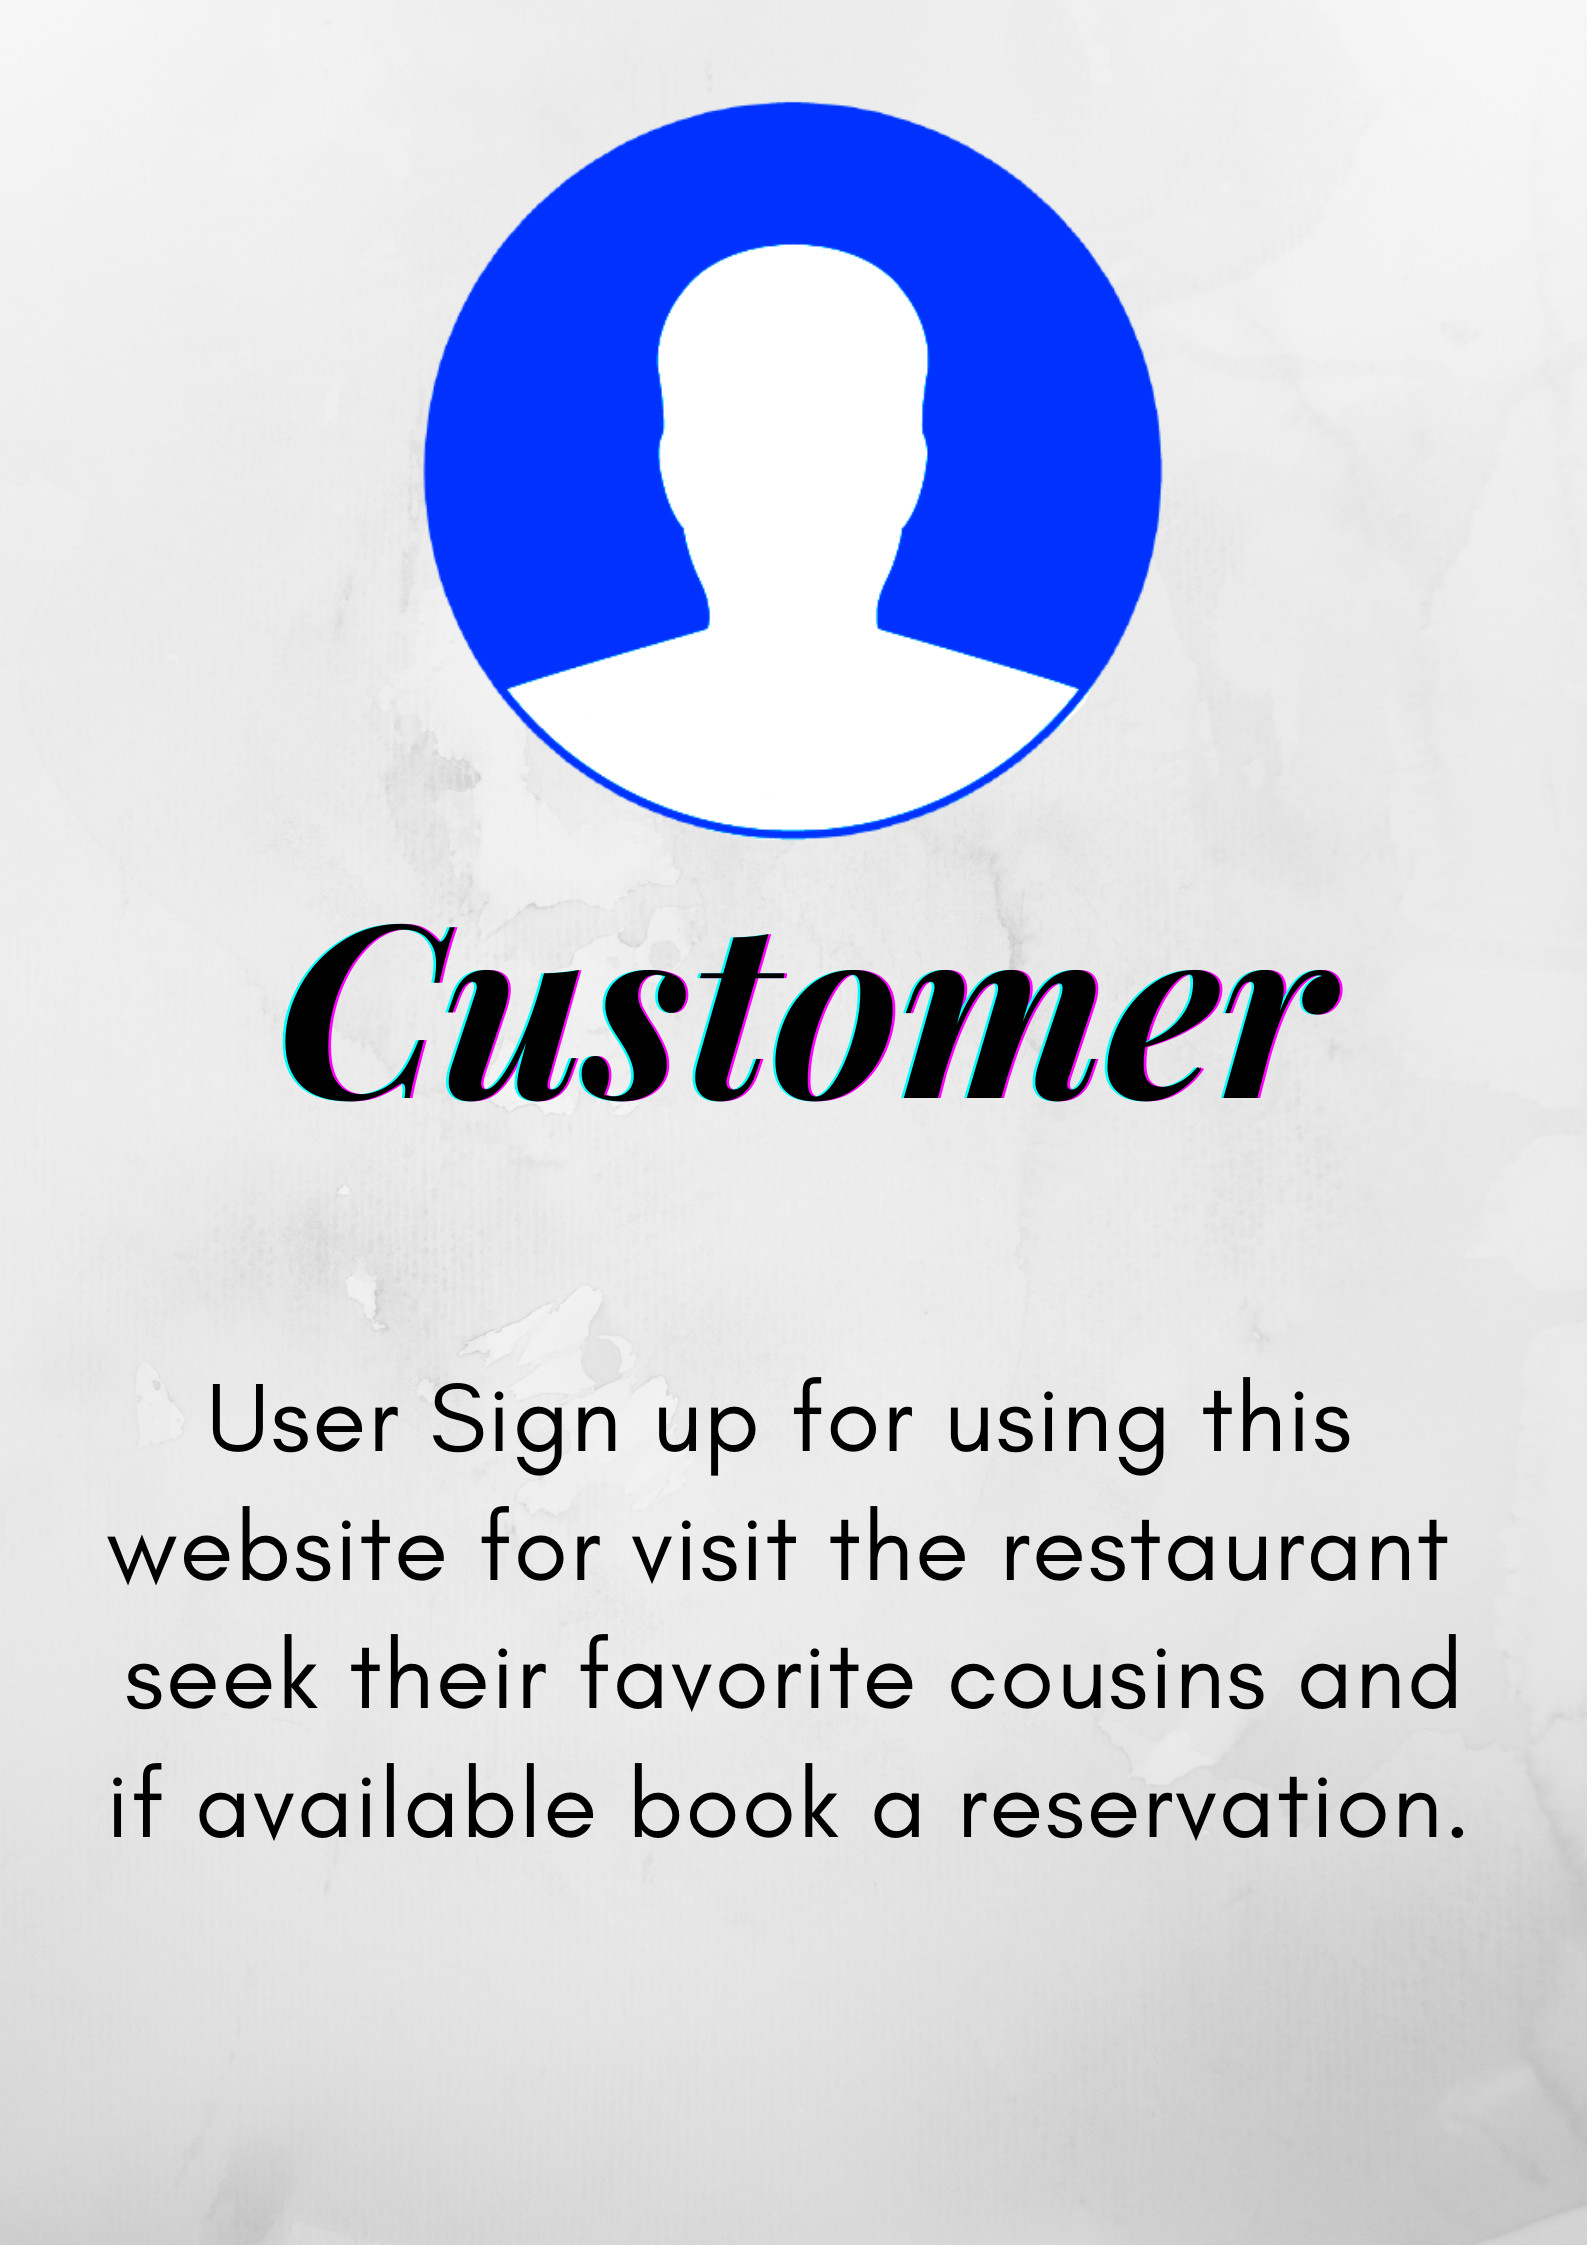 Customer
User Sign up for using this
website for visit the restaurant
seek their favorite cousins and
if available book a reservation.